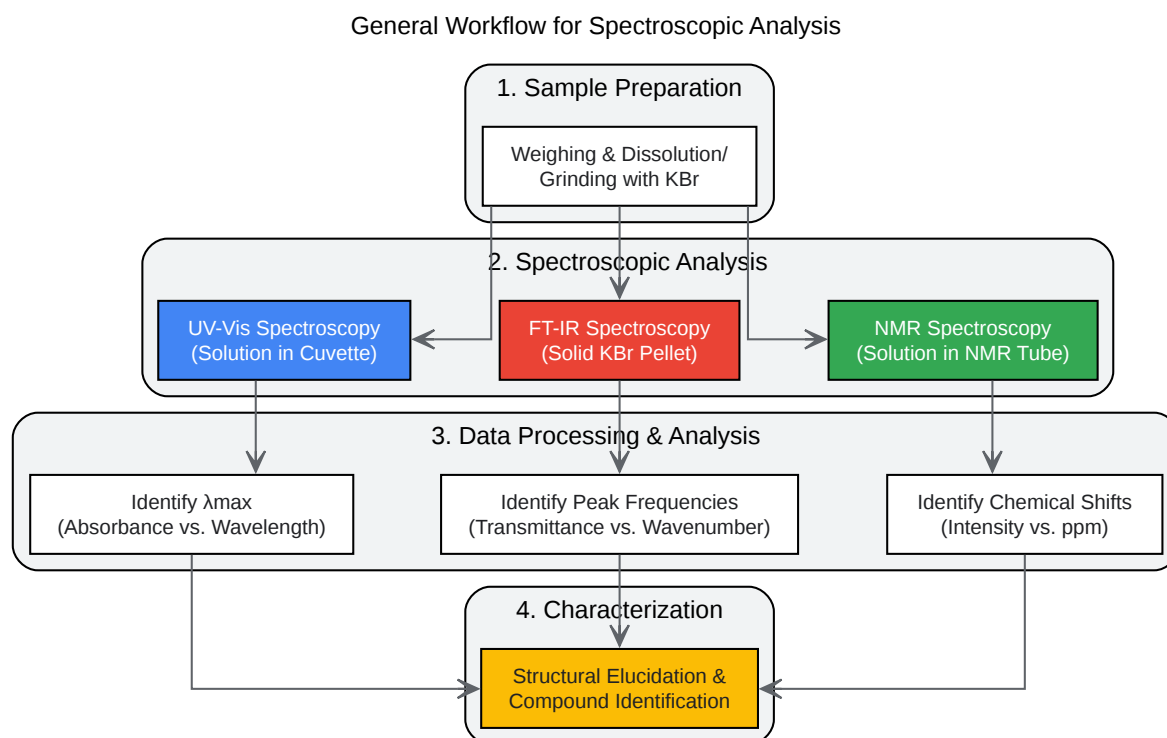 General Workflow for Spectroscopic Analysis
1. Sample Preparation
Weighing & Dissolution/
Grinding with KBr
2. Spectroscopic Analysis
UV-Vis Spectroscopy
(Solution in Cuvette)
FT-IR Spectroscopy
(Solid KBr Pellet)
NMR Spectroscopy
(Solution in NMR Tube)
3. Data Processing & Analysis
Identify λmax
(Absorbance vs. Wavelength)
Identify Peak Frequencies
(Transmittance vs. Wavenumber)
Identify Chemical Shifts
(Intensity vs. ppm)
4. Characterization
Structural Elucidation &
Compound Identification